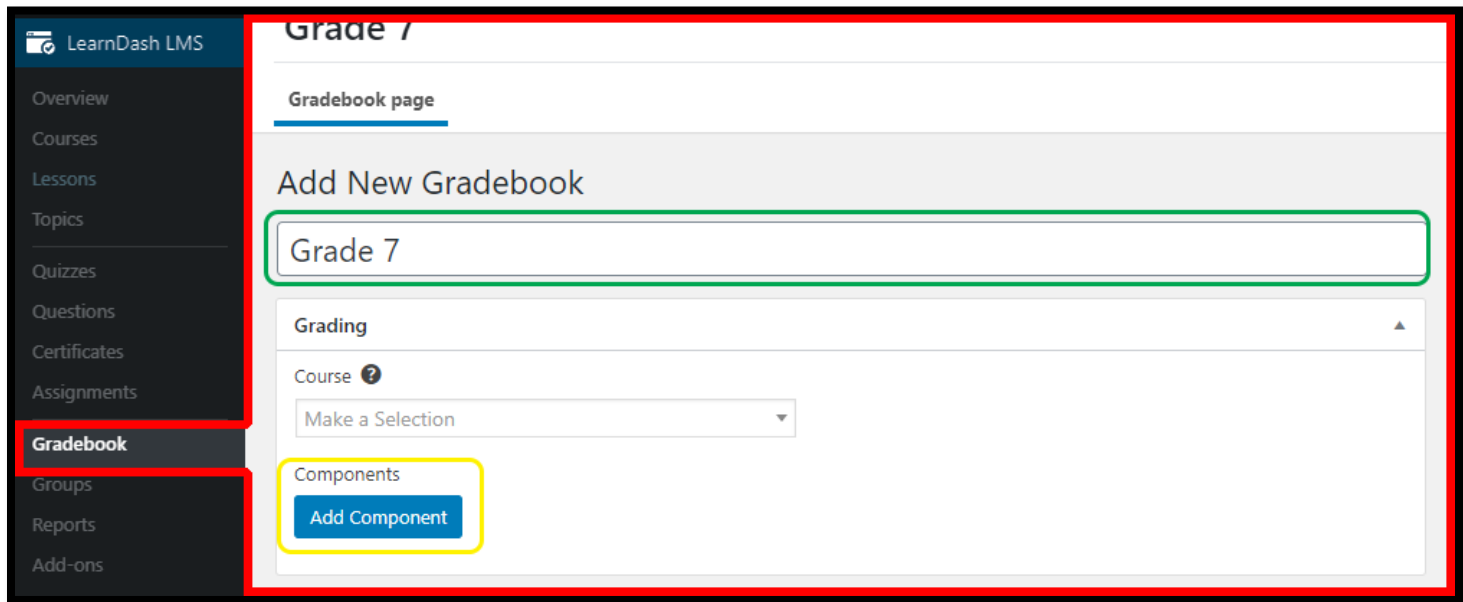 LearnDash LMS
Overview
Courses
Lessons
Topics
Quizzes
Questions
Certificates
Assignments
Gradebook
Groups
Reports
Add-ons
Grade 7
Gradebook page
Add New Gradebook
Grade 7
Grading
Course
Make a Selection
Components
Add Component